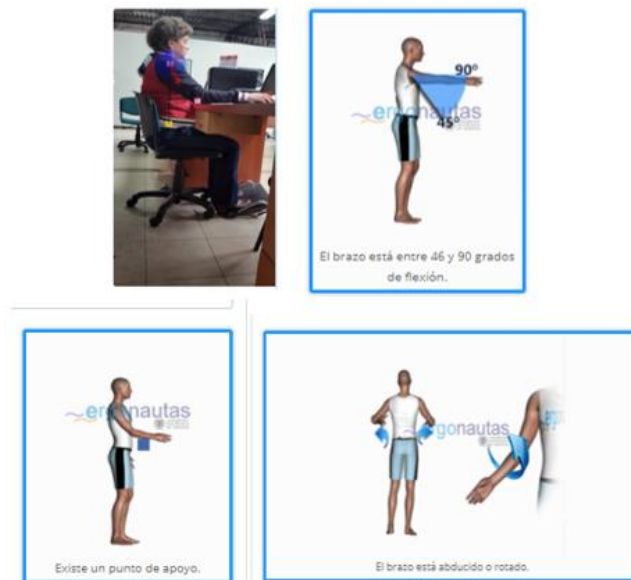 90°
ergonautas
45°
El brazo está entre 46 y 90 grados
de flexión.
ergonautas
Existe un punto de apoyo.
ergonautas
El brazo está abducido o rotado.